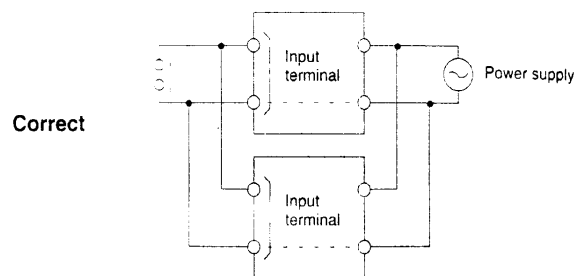 Input
terminal
Power supply
Correct
Input
terminal